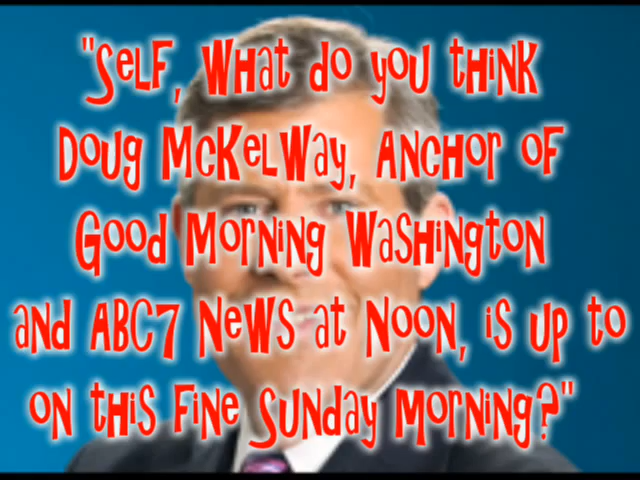 "Self, what do you think
Doug McKelway, anchor of
Good Morning Washington
and ABC7 News at Noon, is up to
on this fine Sunday morning?"